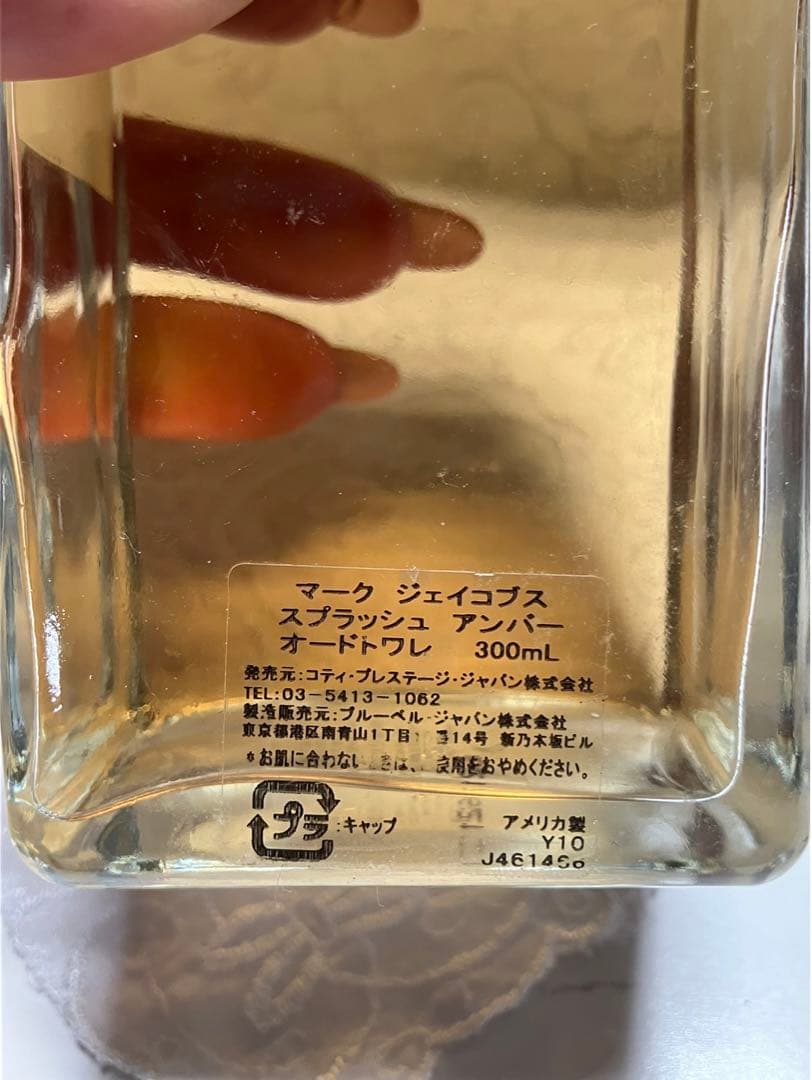 マーク ジェイコブス
スプラッシュ アンバー
オードトワレ 300mL
発売元:コティ・プレステージ・ジャパン株式会社
TEL:03-5413-1062
製造販売元:ブルーベル・ジャパン株式会社
東京都港区南青山1丁目 番14号 新乃木坂ビル
*お肌に合わない は、 使用をおやめください。
プラ :キャップ
アメリカ製
Y10